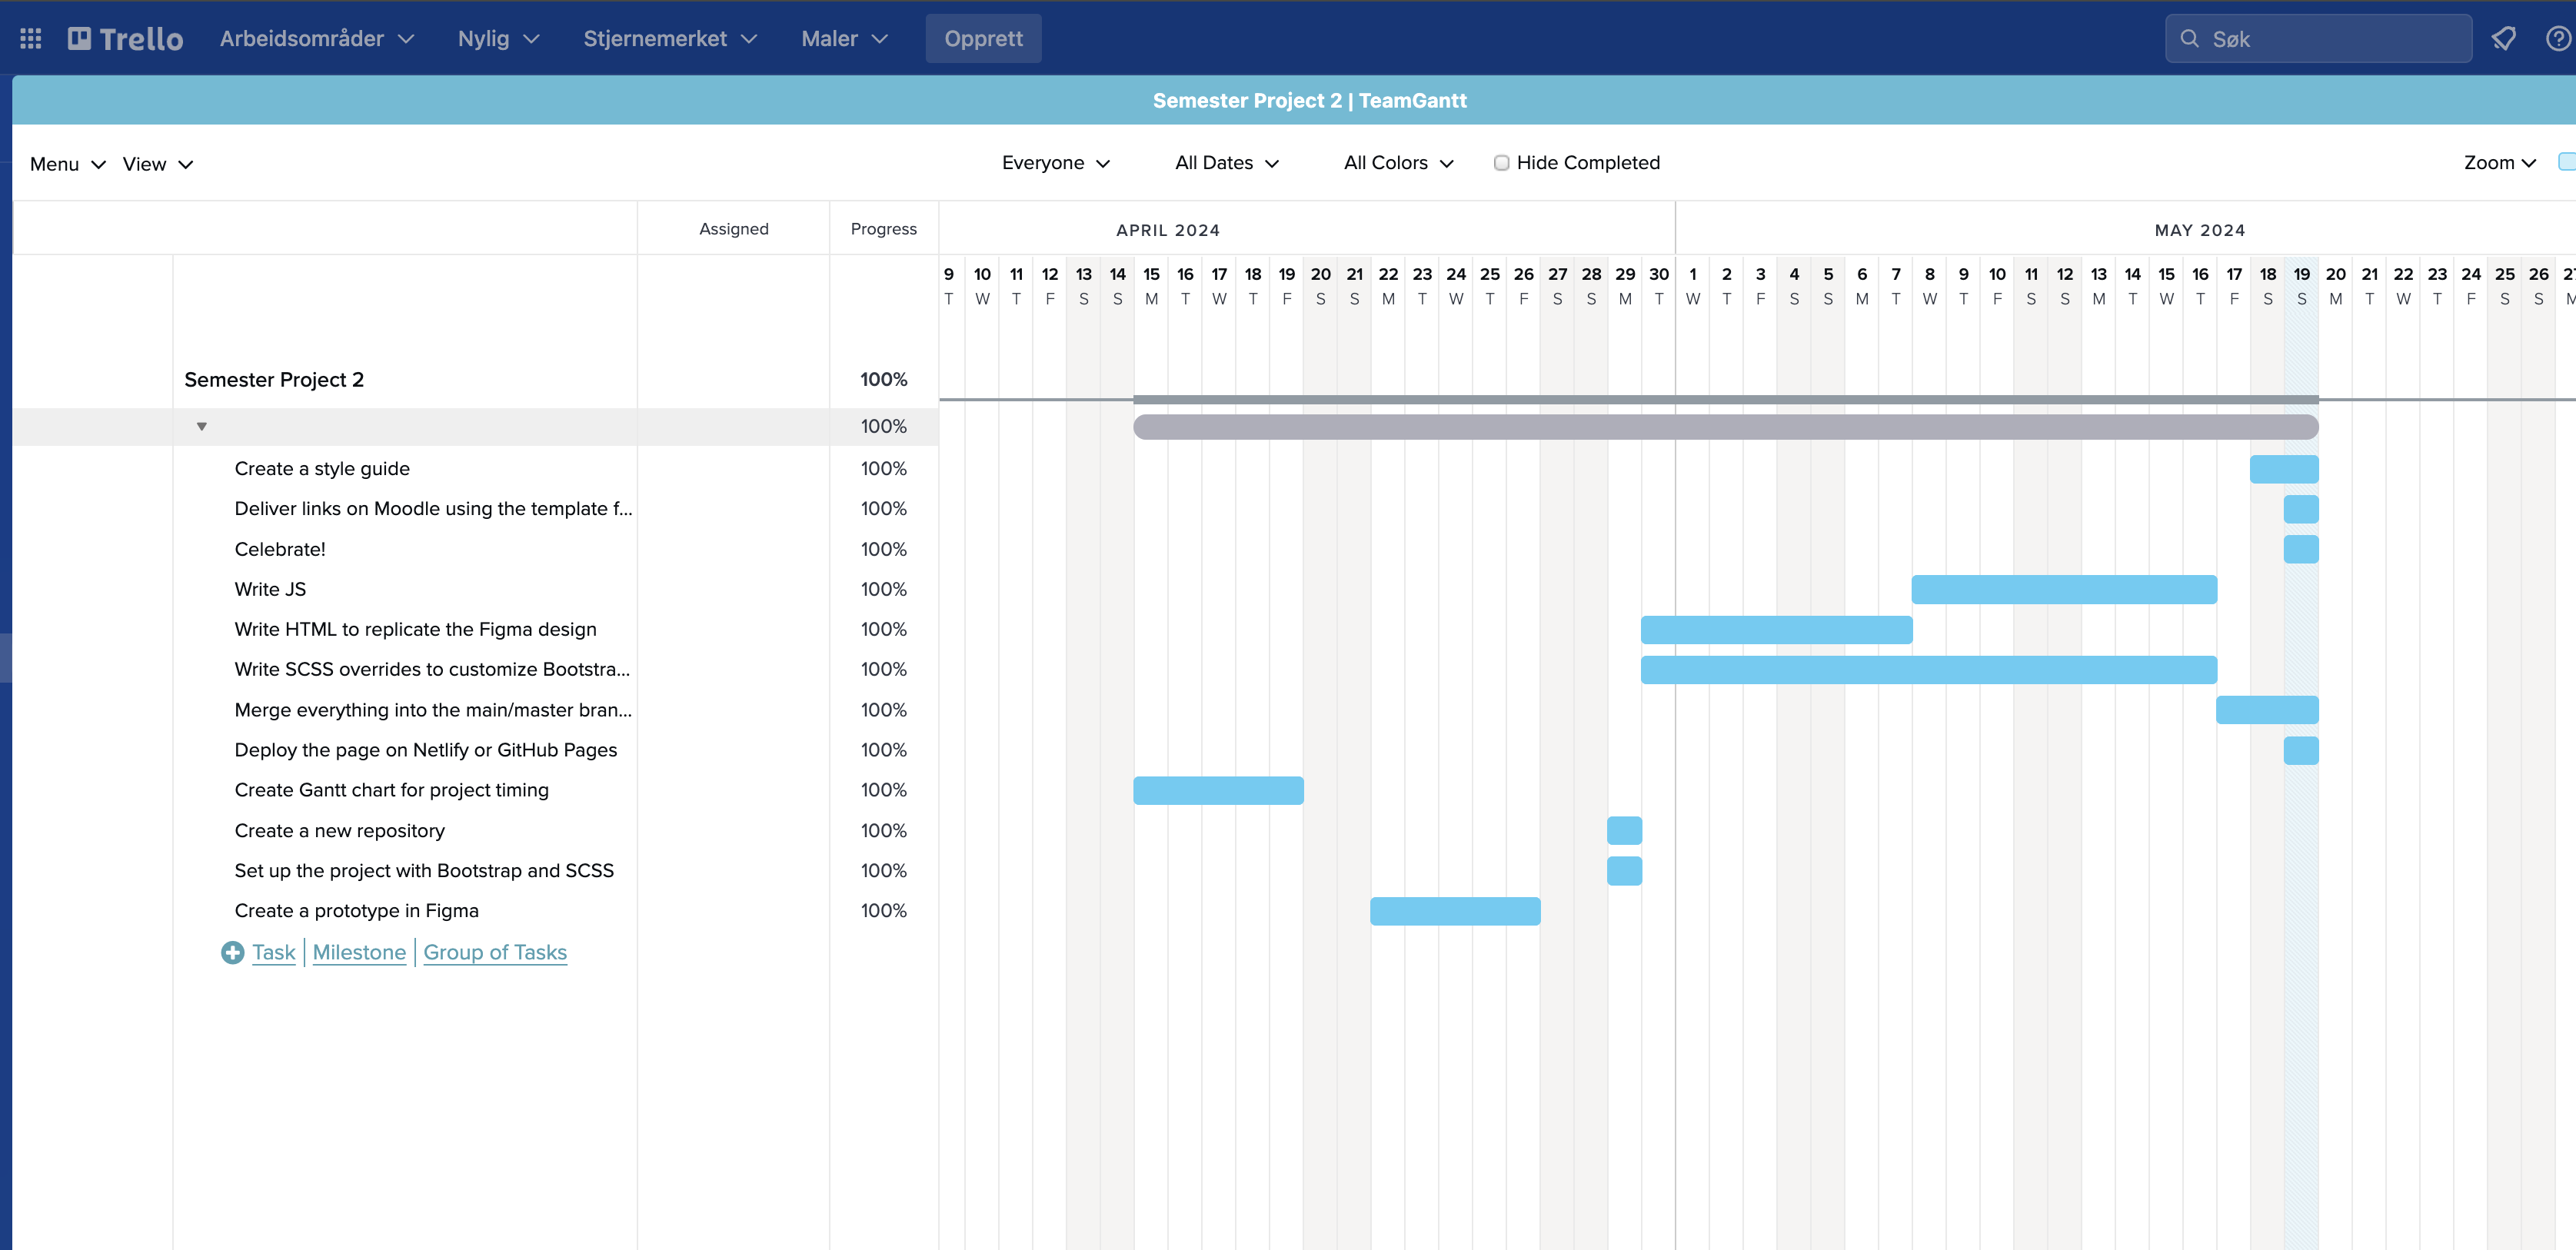 Trello Arbeidsområder Nylig Stjernemerket Maler Opprett Søk
Semester Project 2 | TeamGantt
Menu View Everyone All Dates All Colors Hide Completed Zoom
Assigned Progress APRIL 2024 MAY 2024
9 10 11 12 13 14 15 16 17 18 19 20 21 22 23 24 25 26 27 28 29 30 1 2 3 4 5 6 7 8 9 10 11 12 13 14 15 16 17 18 19 20 21 22 23 24 25 26 27
T W T F S S M T W T F S S M T W T F S S M T W T F S S M T W T F S S M T W T F S S M T W T F S S M
Semester Project 2 100%
100%
Create a style guide 100%
Deliver links on Moodle using the template f... 100%
Celebrate! 100%
Write JS 100%
Write HTML to replicate the Figma design 100%
Write SCSS overrides to customize Bootstra... 100%
Merge everything into the main/master bran... 100%
Deploy the page on Netlify or GitHub Pages 100%
Create Gantt chart for project timing 100%
Create a new repository 100%
Set up the project with Bootstrap and SCSS 100%
Create a prototype in Figma 100%
Task | Milestone | Group of Tasks